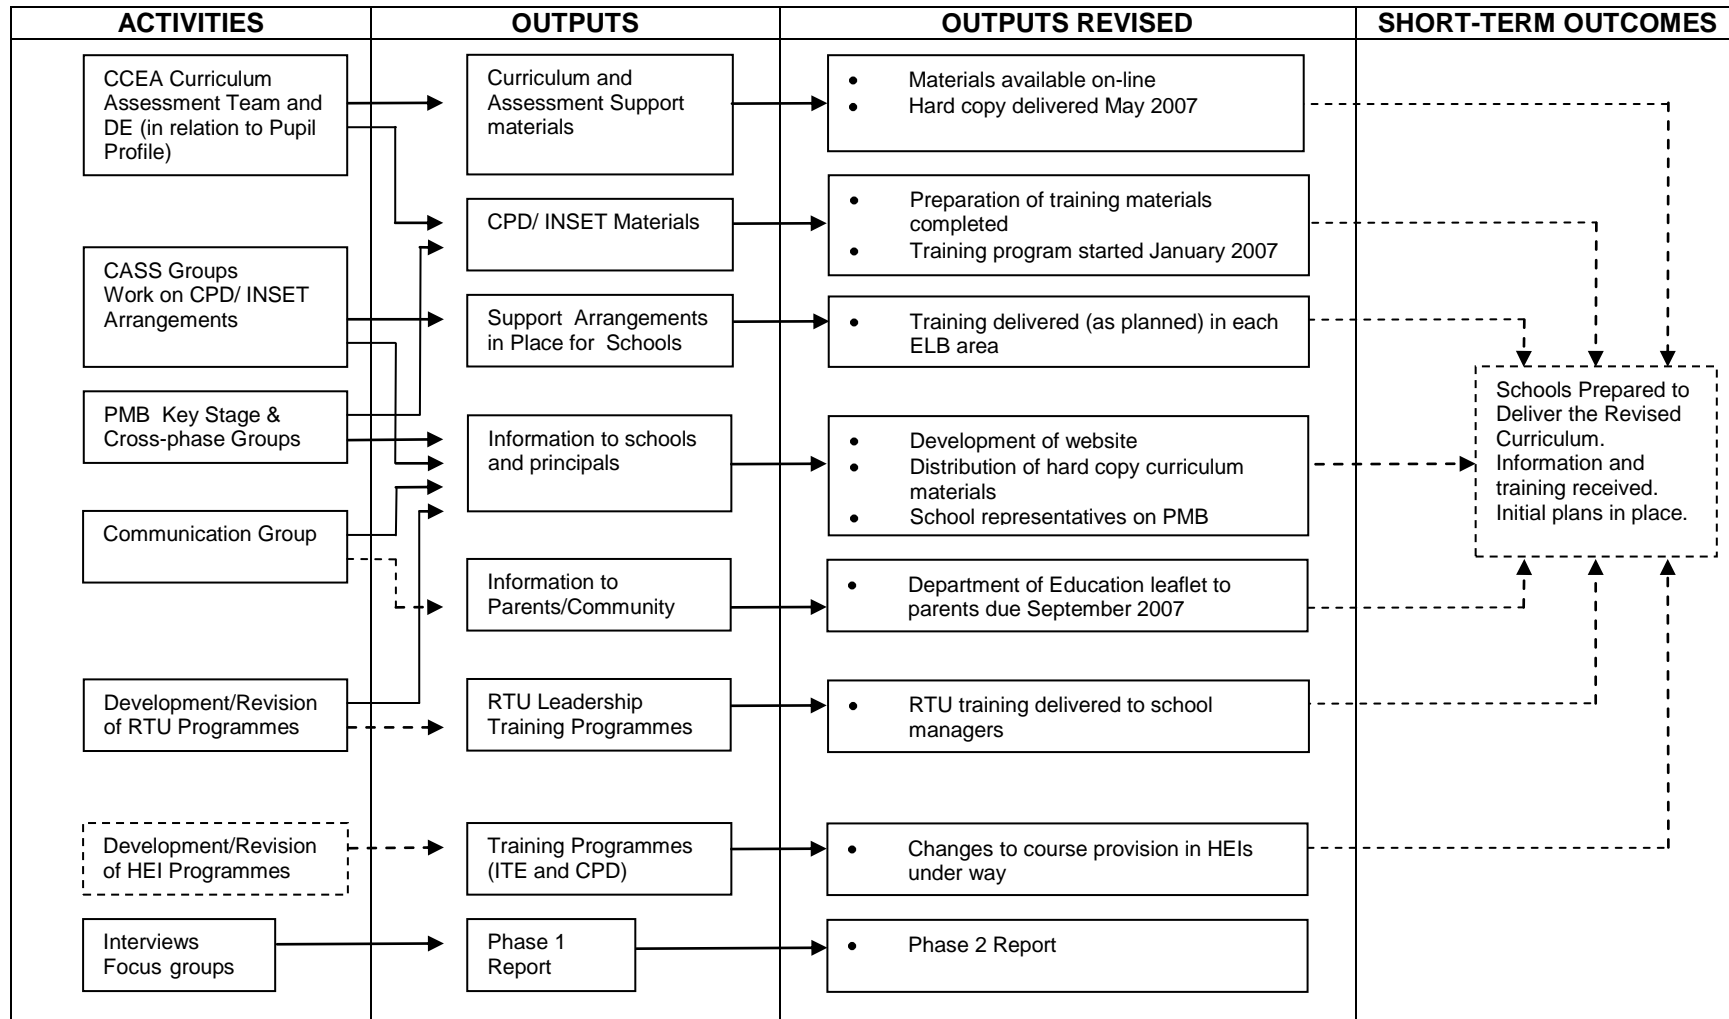 ACTIVITIES
OUTPUTS
OUTPUTS REVISED
SHORT-TERM OUTCOMES
CCEA Curriculum
Assessment Team and
DE (in relation to Pupil
Profile)
Curriculum and
Assessment Support
materials
• Materials available on-line
• Hard copy delivered May 2007
CPD/ INSET Materials
• Preparation of training materials
completed
• Training program started January 2007
CASS Groups
Work on CPD/ INSET
Arrangements
Support Arrangements
in Place for Schools
• Training delivered (as planned) in each
ELB area
PMB Key Stage &
Cross-phase Groups
Information to schools
and principals
• Development of website
• Distribution of hard copy curriculum
materials
• School representatives on PMB
Schools Prepared to
Deliver the Revised
Curriculum.
Information and
training received.
Initial plans in place.
Communication Group
Information to
Parents/Community
• Department of Education leaflet to
parents due September 2007
Development/Revision
of RTU Programmes
RTU Leadership
Training Programmes
• RTU training delivered to school
managers
Development/Revision
of HEI Programmes
Training Programmes
(ITE and CPD)
• Changes to course provision in HEIs
under way
Interviews
Focus groups
Phase 1
Report
• Phase 2 Report